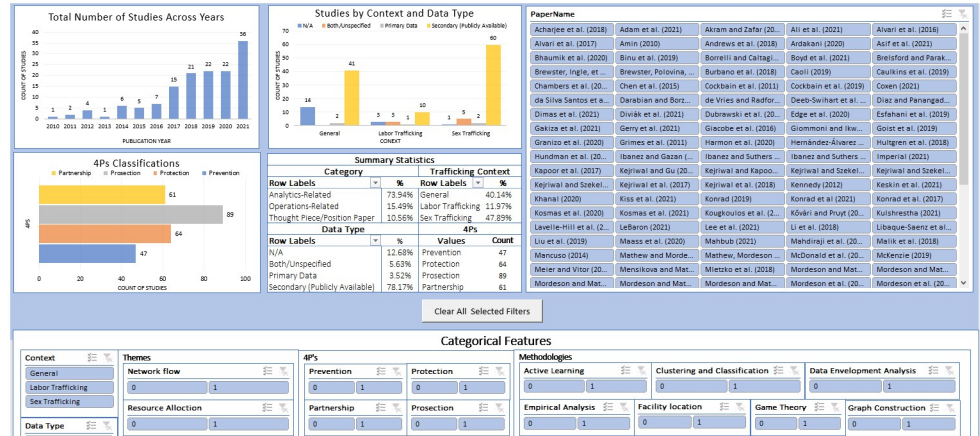 Total Number of Studies Across Years
COUNT OF STUDIES
40
35
30
25
20
15
10
5
0
1 2 4 1 6 5 7 15 21 22 22 36
2010 2011 2012 2013 2014 2015 2016 2017 2018 2019 2020 2021
PUBLICATION YEAR
Studies by Context and Data Type
N/A Both/Unspecified Primary Data Secondary (Publicly Available)
COUNT OF STUDIES
70
60
50
40
30
20
10
0
14 2 41 3 3 1 10 1 5 2 60
General Labor Trafficking Sex Trafficking
CONEXT
4Ps Classifications
Partnership Prosection Protection Prevention
4PS
61
89
64
47
0 20 40 60 80 100
COUNT OF STUDIES
Summary Statistics
Category Trafficking Context
Row Labels % Row Labels %
Analytics-Related 73.94% General 40.14%
Operations-Related 15.49% Labor Trafficking 11.97%
Thought Piece/Position Paper 10.56% Sex Trafficking 47.89%
Data Type 4Ps
Row Labels % Values Count
N/A 12.68% Prevention 47
Both/Unspecified 5.63% Protection 64
Primary Data 3.52% Prosection 89
Secondary (Publicly Available) 78.17% Partnership 61
PaperName
Acharjee et al. (2018) Adam et al. (2021) Akram and Zafar (20... Ali et al. (2021) Alvari et al. (2016)
Alvari et al. (2017) Amin (2010) Andrews et al. (2018) Ardakani (2020) Asif et al. (2021)
Bhaumik et al. (2020) Binu et al. (2019) Borrelli and Caltagi... Boyd et al. (2021) Brelsford and Parak...
Brewster, Ingle, et ... Brewster, Polovina, ... Burbano et al. (2018) Caoli (2019) Caulkins et al. (2019)
Chambers et al. (2020) Chen et al. (2015) Cockbain et al. (2011) Cockbain et al. (2019) Coxen (2021)
da Silva Santos et a... Darabian and Borz... de Vries and Radfor... Deeb-Swihart et al. ... Diaz and Panangad...
Dimas et al. (2021) Diviák et al. (2021) Dubrawski et al. (20... Edge et al. (2020) Esfahani et al. (2019)
Gakiza et al. (2021) Gerry et al. (2021) Giacobe et al. (2016) Giommoni and Ikw... Goist et al. (2019)
Granizo et al. (2020) Grimes et al. (2011) Harmon et al. (2020) Hernández-Álvarez ... Hultgren et al. (2018)
Hundman et al. (20... Ibanez and Gazan (... Ibanez and Suthers ... Ibanez and Suthers ... Imperial (2021)
Kapoor et al. (2017) Kejriwal and Gu (20... Kejriwal and Kapoo... Kejriwal and Szekel... Kejriwal and Szekel...
Kejriwal and Szekel... Kejriwal et al. (2017) Kejriwal et al. (2018) Kennedy (2012) Keskin et al. (2021)
Khanal (2020) Kiss et al. (2021) Konrad (2019) Konrad et al (2021) Konrad et al. (2017)
Kosmas et al. (2020) Kosmas et al. (2021) Kougkoulos et al. (2... Kővári and Pruyt (20... Kulshrestha (2021)
Lavelle-Hill et al. (2... LeBaron (2021) Lee et al. (2021) Li et al. (2018) Libaque-Saenz et al...
Liu et al. (2019) Maass et al. (2020) Mahbub (2021) Mahdiraji et al. (20... Malik et al. (2018)
Mancuso (2014) Mathew and Morde... Mathew, Mordeson ... McDonald et al. (20... McKenzie (2019)
Meier and Vitor (20... Mensikova and Mat... Mletzko et al. (2018) Mordeson and Mat... Mordeson and Mat...
Mordeson and Mat... Mordeson and Mat... Mordeson and Mat... Mordeson et al. (20... Mordeson and Mat...
Clear All Selected Filters
Categorical Features
Context
General
Labor Trafficking
Sex Trafficking
Data Type
Themes
Network flow
0 1
Resource Alloction
0 1
4P's
Prevention Protection
0 1 0 1
Partnership Prosection
0 1 0 1
Methodologies
Active Learning Clustering and Classification Data Envelopment Analysis
0 1 0 1 0 1
Empirical Analysis Facility location Game Theory Graph Construction
0 1 0 1 0 1 0 1